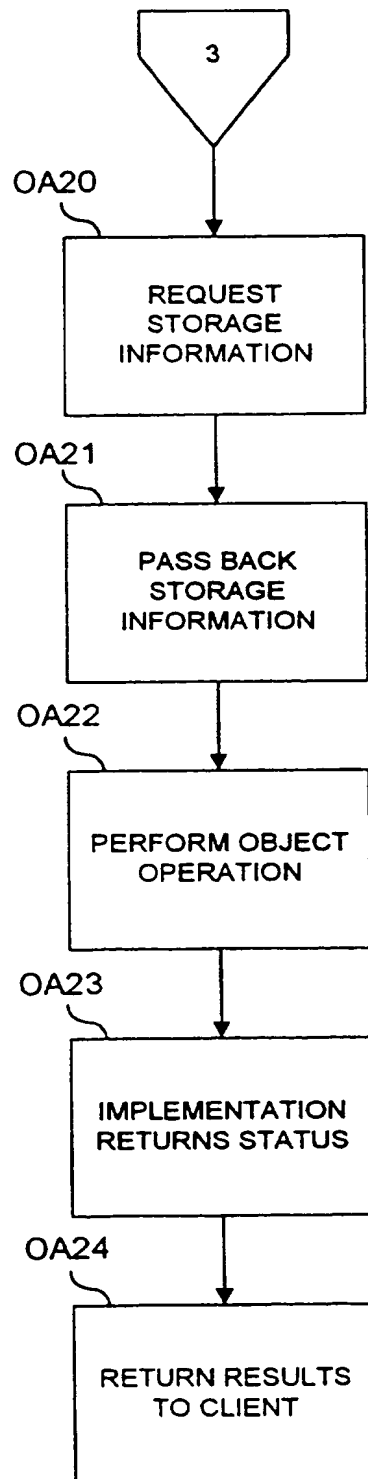 3
OA20
REQUEST
STORAGE
INFORMATION
OA21
PASS BACK
STORAGE
INFORMATION
OA22
PERFORM OBJECT
OPERATION
OA23
IMPLEMENTATION
RETURNS STATUS
OA24
RETURN RESULTS
TO CLIENT